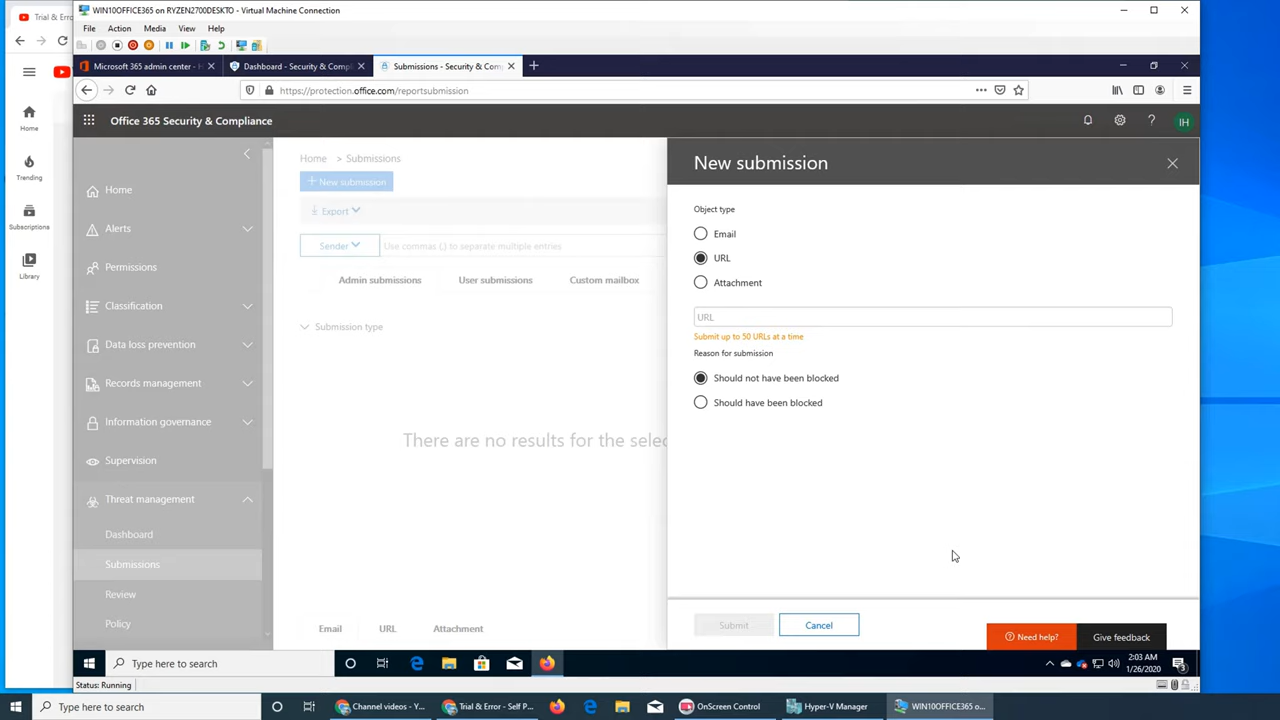 Trial & Erro
WIN10OFFICE365 on RYZEN2700DESKTO - Virtual Machine Connection
File Action Media View Help
Microsoft 365 admin center - H
Dashboard - Security & Compli
Submissions - Security & Com
https://protection.office.com/reportsubmission
Office 365 Security & Compliance
IH
Home
Trending
Subscriptions
Library
Home
Alerts
Permissions
Classification
Data loss prevention
Records management
Information governance
Supervision
Threat management
Dashboard
Submissions
Review
Policy
Home > Submissions
+ New submission
Export
Sender
Use commas (,) to separate multiple entries
Admin submissions
User submissions
Custom mailbox
Submission type
There are no results for the selec
Email
URL
Attachment
New submission
Object type
Email
URL
Attachment
URL
Submit up to 50 URLs at a time
Reason for submission
Should not have been blocked
Should have been blocked
Submit
Cancel
Need help?
Give feedback
Type here to search
2:03 AM
1/26/2020
3
Status: Running
Type here to search
Channel videos - Y...
Trial & Error - Self P...
OnScreen Control
Hyper-V Manager
WIN10OFFICE365 o...